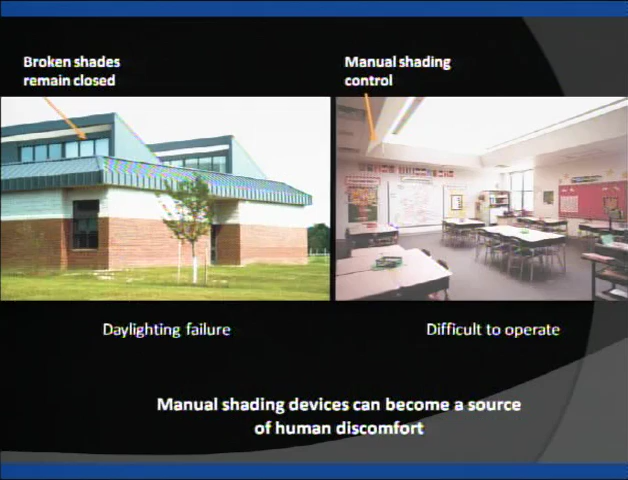 Broken shades
remain closed
Manual shading
control
Daylighting failure
Difficult to operate
Manual shading devices can become a source
of human discomfort